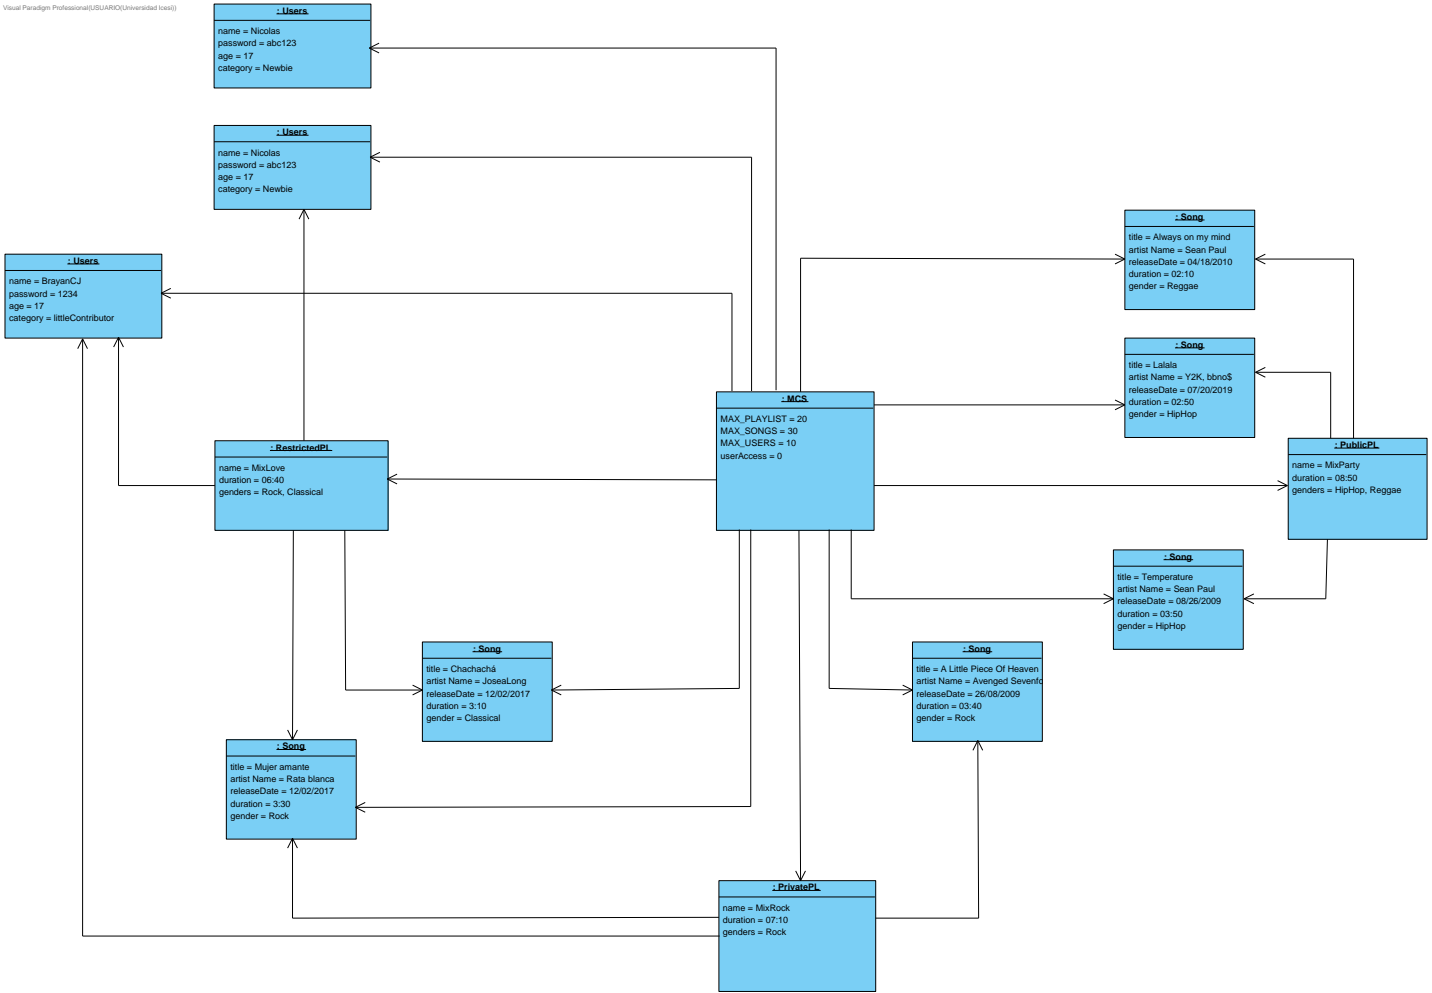 Visual Paradigm Professional(USUARIO(Universidad Icesi))
: Users
name = Nicolas
password = abc123
age = 17
category = Newbie
: Users
name = Nicolas
password = abc123
age = 17
category = Newbie
: Users
name = BrayanCJ
password = 1234
age = 17
category = littleContributor
: Song
title = Always on my mind
artist Name = Sean Paul
releaseDate = 04/18/2010
duration = 02:10
gender = Reggae
: Song
title = Lalala
artist Name = Y2K, bbno$
releaseDate = 07/20/2019
duration = 02:50
gender = HipHop
: MCS
MAX_PLAYLIST = 20
MAX_SONGS = 30
MAX_USERS = 10
userAccess = 0
: RestrictedPL
name = MixLove
duration = 06:40
genders = Rock, Classical
: PublicPL
name = MixParty
duration = 08:50
genders = HipHop, Reggae
: Song
title = Temperature
artist Name = Sean Paul
releaseDate = 08/26/2009
duration = 03:50
gender = HipHop
: Song
title = Chachachá
artist Name = JoseaLong
releaseDate = 12/02/2017
duration = 3:10
gender = Classical
: Song
title = A Little Piece Of Heaven
artist Name = Avenged Sevenfo
releaseDate = 26/08/2009
duration = 03:40
gender = Rock
: Song
title = Mujer amante
artist Name = Rata blanca
releaseDate = 12/02/2017
duration = 3:30
gender = Rock
: PrivatePL
name = MixRock
duration = 07:10
genders = Rock